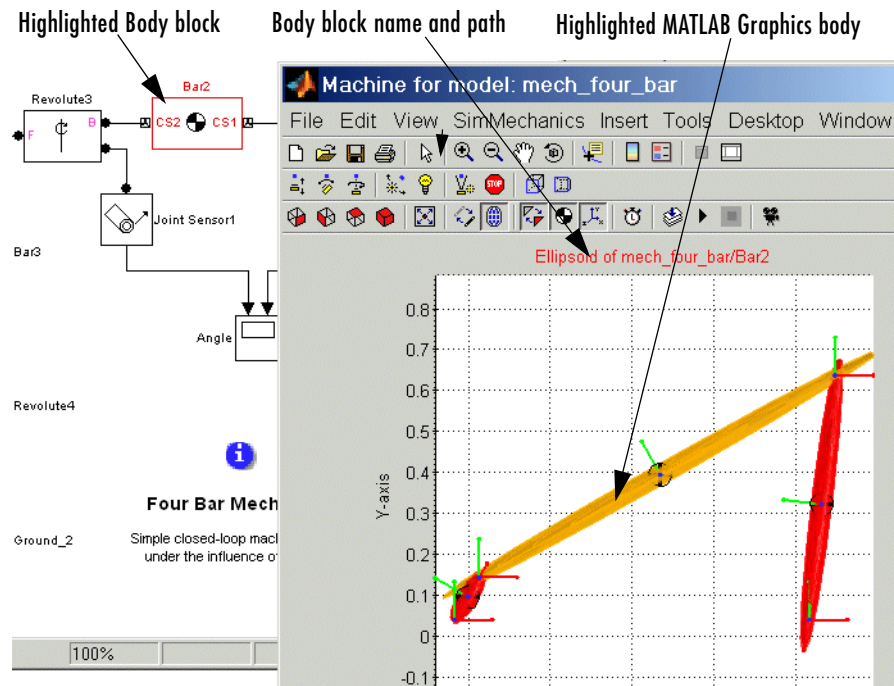 Highlighted Body block
Body block name and path
Highlighted MATLAB Graphics body
Bar2
Revolute3
F
B
CS2
CS1
Joint Sensor1
Bar3
Angle
Revolute4
Four Bar Mech
Ground_2
Simple closed-loop mac
under the influence of
100%
Machine for model: mech_four_bar
File Edit View SimMechanics Insert Tools Desktop Window
STOP
Ellipsoid of mech_four_bar/Bar2
Y-axis
0.8
0.7
0.6
0.5
0.4
0.3
0.2
0.1
0
-0.1